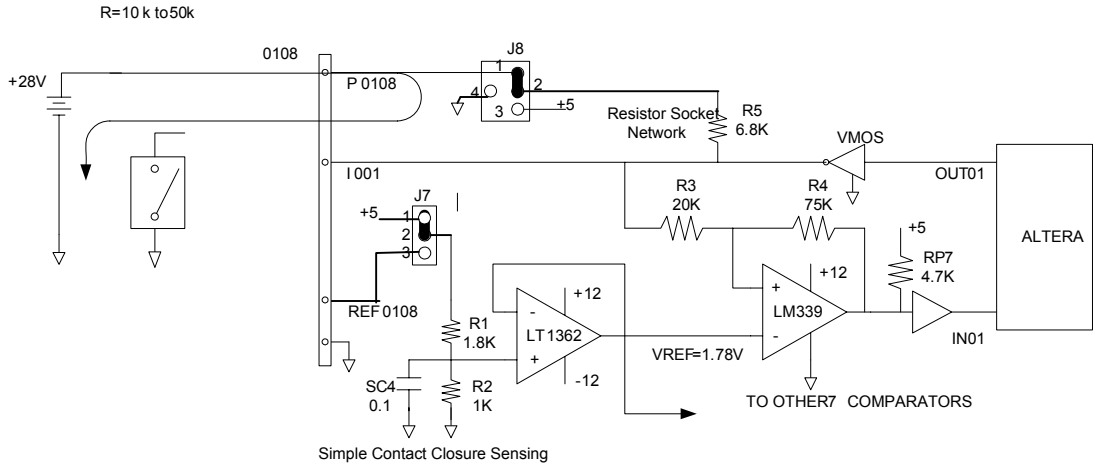 R=10 k to50k
0108
J8
+28V
P 0108
1
4
2
3
+5
Resistor Socket
Network
R5
6.8K
VMOS
I 001
OUT01
J7
+5
1
2
3
R3
20K
R4
75K
+5
RP7
4.7K
ALTERA
REF 0108
+12
+12
R1
1.8K
-
LT1362
+
+
LM339
-
IN01
VREF=1.78V
-12
SC4
0.1
R2
1K
TO OTHER7 COMPARATORS
Simple Contact Closure Sensing